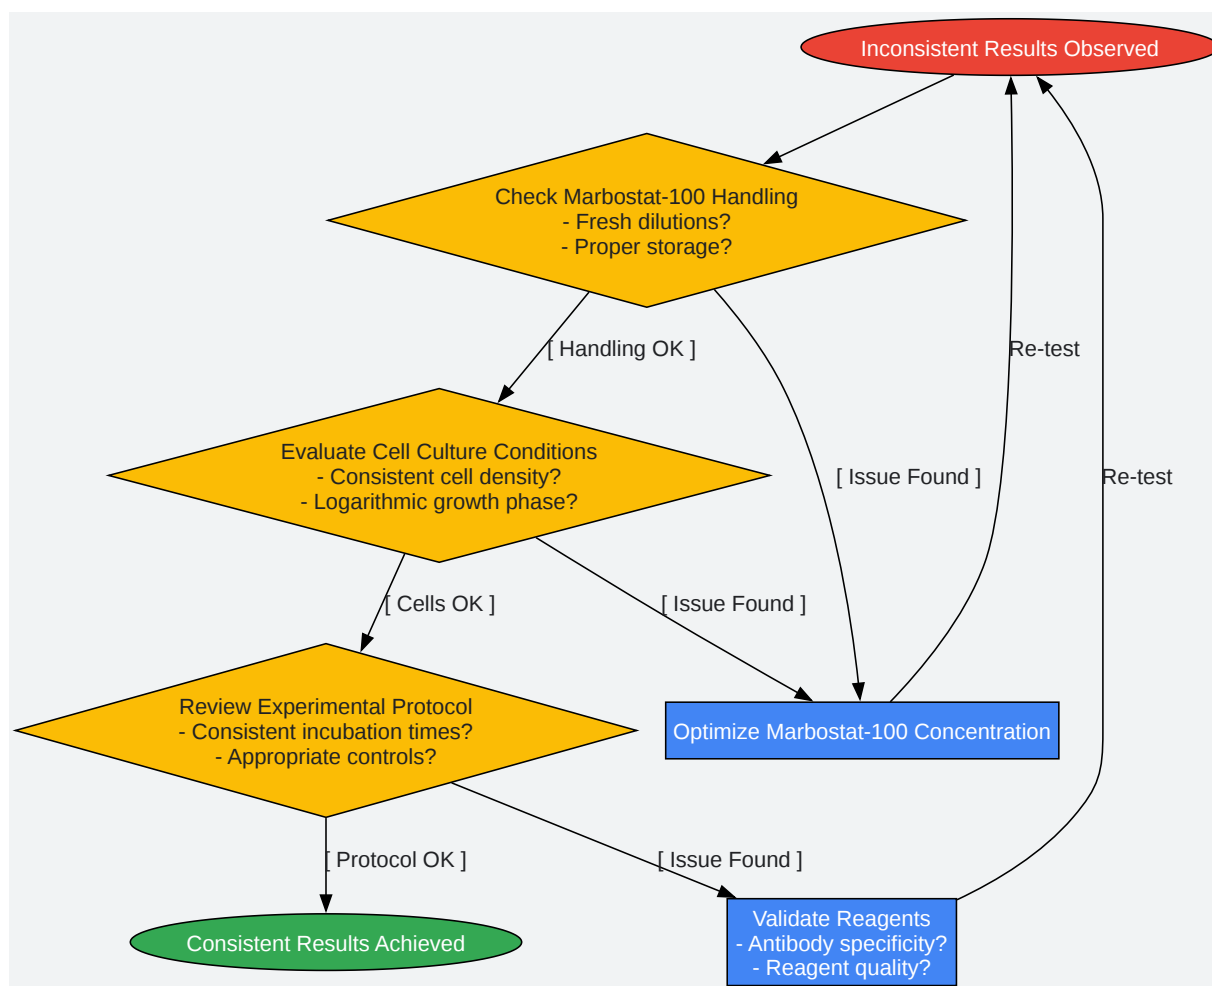 Inconsistent Results Observed
Check Marbostat-100 Handling
- Fresh dilutions?
- Proper storage?
[ Handling OK ]
Re-test
Evaluate Cell Culture Conditions
- Consistent cell density?
- Logarithmic growth phase?
[ Issue Found ]
Re-test
[ Cells OK ]
[ Issue Found ]
Review Experimental Protocol
- Consistent incubation times?
- Appropriate controls?
Optimize Marbostat-100 Concentration
[ Protocol OK ]
[ Issue Found ]
Consistent Results Achieved
Validate Reagents
- Antibody specificity?
- Reagent quality?